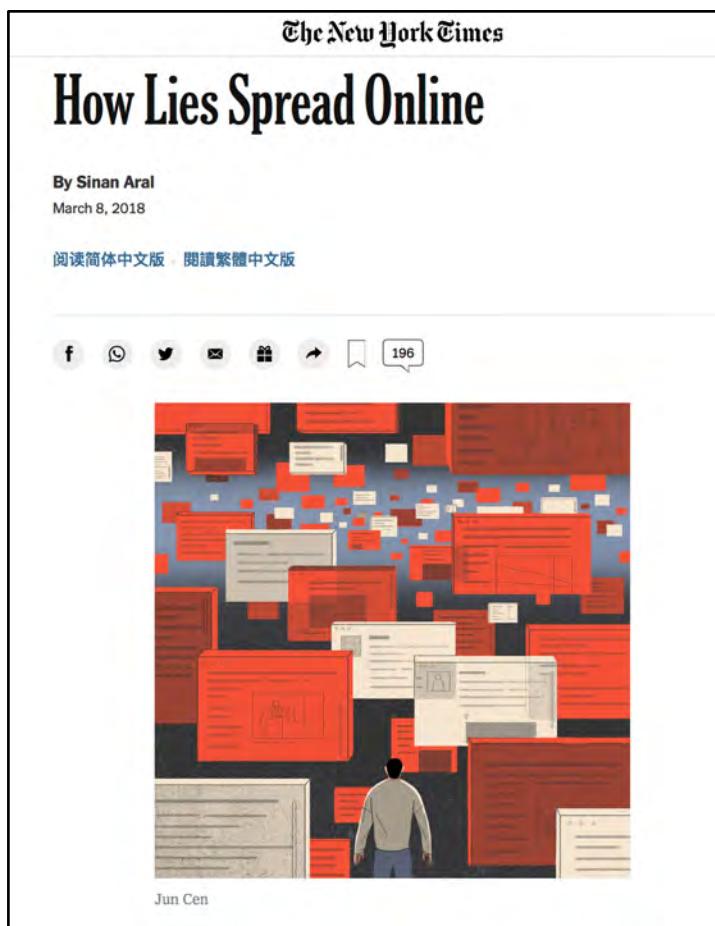 The New York Times
How Lies Spread Online
By Sinan Aral
March 8, 2018
阅读简体中文版 閱讀繁體中文版
196
Jun Cen